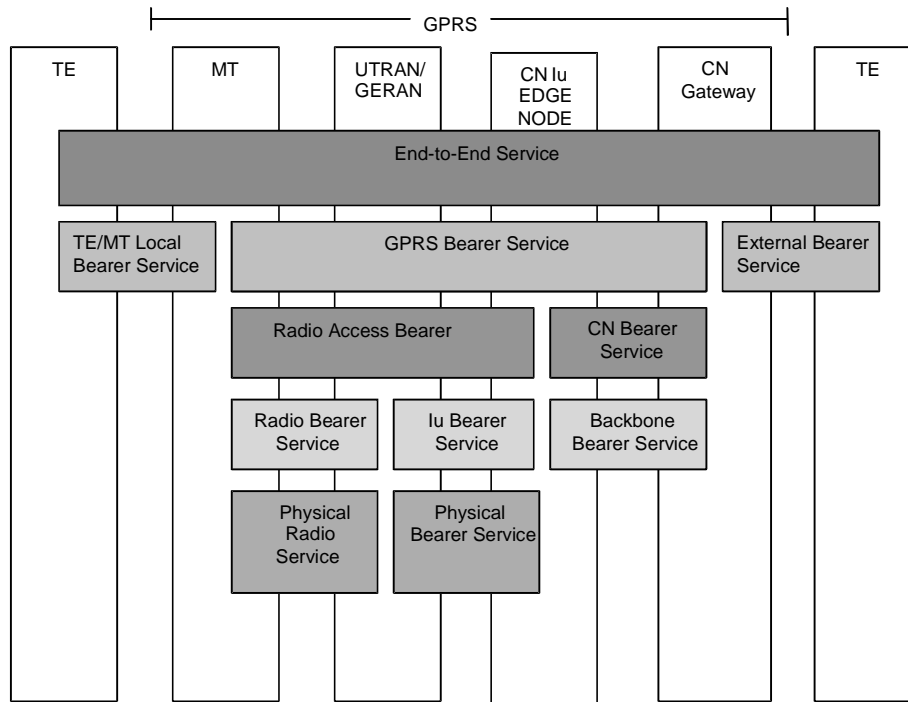 GPRS
TE
MT
UTRAN/
GERAN
CN Iu
EDGE
NODE
CN
Gateway
TE
End-to-End Service
TE/MT Local
Bearer Service
GPRS Bearer Service
External Bearer
Service
Radio Access Bearer
CN Bearer
Service
Radio Bearer
Service
Iu Bearer
Service
Backbone
Bearer Service
Physical
Radio
Service
Physical
Bearer Service